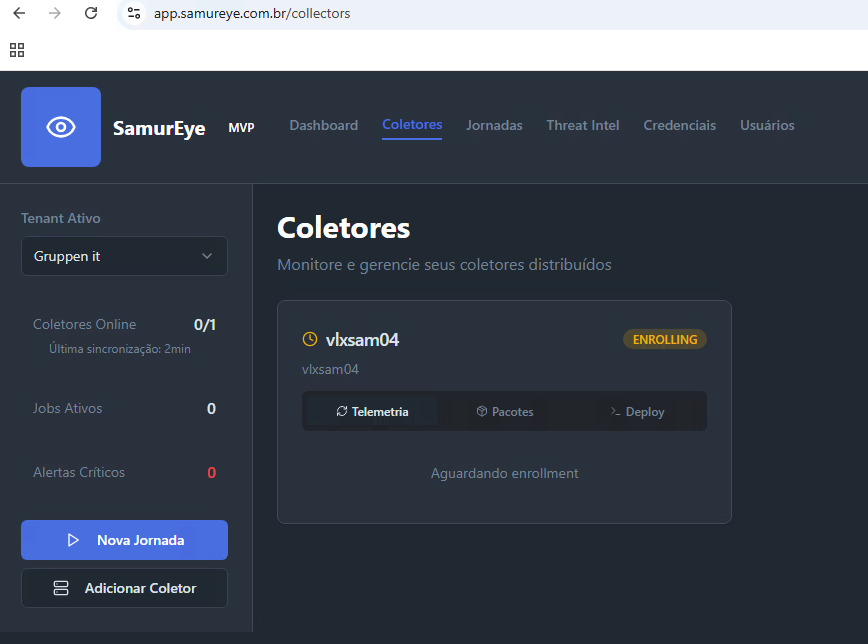 app.samureye.com.br/collectors
SamurEye MVP Dashboard Coletores Jornadas Threat Intel Credenciais Usuários
Tenant Ativo
Gruppen it
Coletores Online 0/1
Última sincronização: 2min
Jobs Ativos 0
Alertas Críticos 0
Nova Jornada
Adicionar Coletor
Coletores
Monitore e gerencie seus coletores distribuídos
vlxsam04 ENROLLING
vlxsam04
Telemetria Pacotes Deploy
Aguardando enrollment